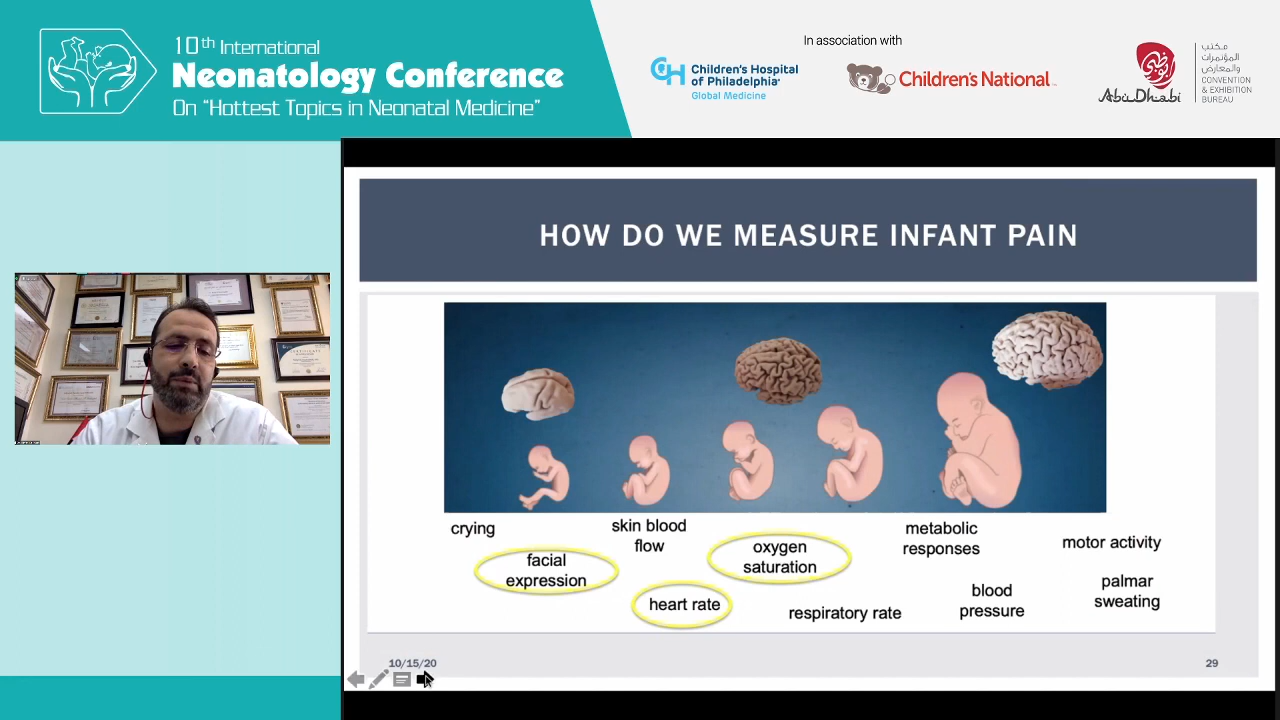 10th International
Neonatology Conference
On "Hottest Topics in Neonatal Medicine"
In association with
Children's Hospital
of Philadelphia
Global Medicine
Children's National
Abu Dhabi
أبوظبي
مكتب
المؤتمرات
والمعارض
CONVENTION
& EXHIBITION
BUREAU
HOW DO WE MEASURE INFANT PAIN
crying
facial
expression
skin blood
flow
heart rate
oxygen
saturation
respiratory rate
metabolic
responses
blood
pressure
motor activity
palmar
sweating
10/15/20
29